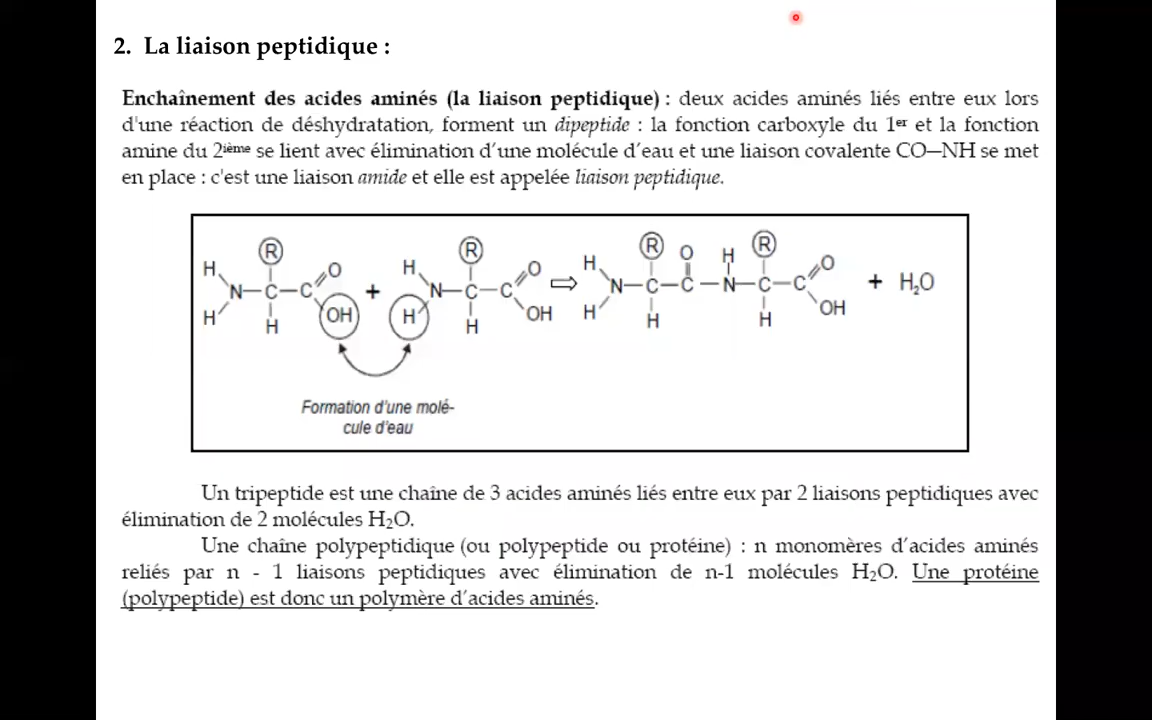 2. La liaison peptidique :
Enchaînement des acides aminés (la liaison peptidique) : deux acides aminés liés entre eux lors
d'une réaction de déshydratation, forment un dipeptide : la fonction carboxyle du 1er et la fonction
amine du 2ième se lient avec élimination d'une molécule d'eau et une liaison covalente CO—NH se met
en place : c'est une liaison amide et elle est appelée liaison peptidique.
R R R O H R
H O H O H O
N—C—C + N—C—C ⇨ N—C—C—N—C—C + H₂O
H H OH H H OH H H H OH
Formation d'une molé-
cule d'eau
Un tripeptide est une chaîne de 3 acides aminés liés entre eux par 2 liaisons peptidiques avec
élimination de 2 molécules H₂O.
Une chaîne polypeptidique (ou polypeptide ou protéine) : n monomères d'acides aminés
reliés par n - 1 liaisons peptidiques avec élimination de n-1 molécules H₂O. Une protéine
(polypeptide) est donc un polymère d'acides aminés.